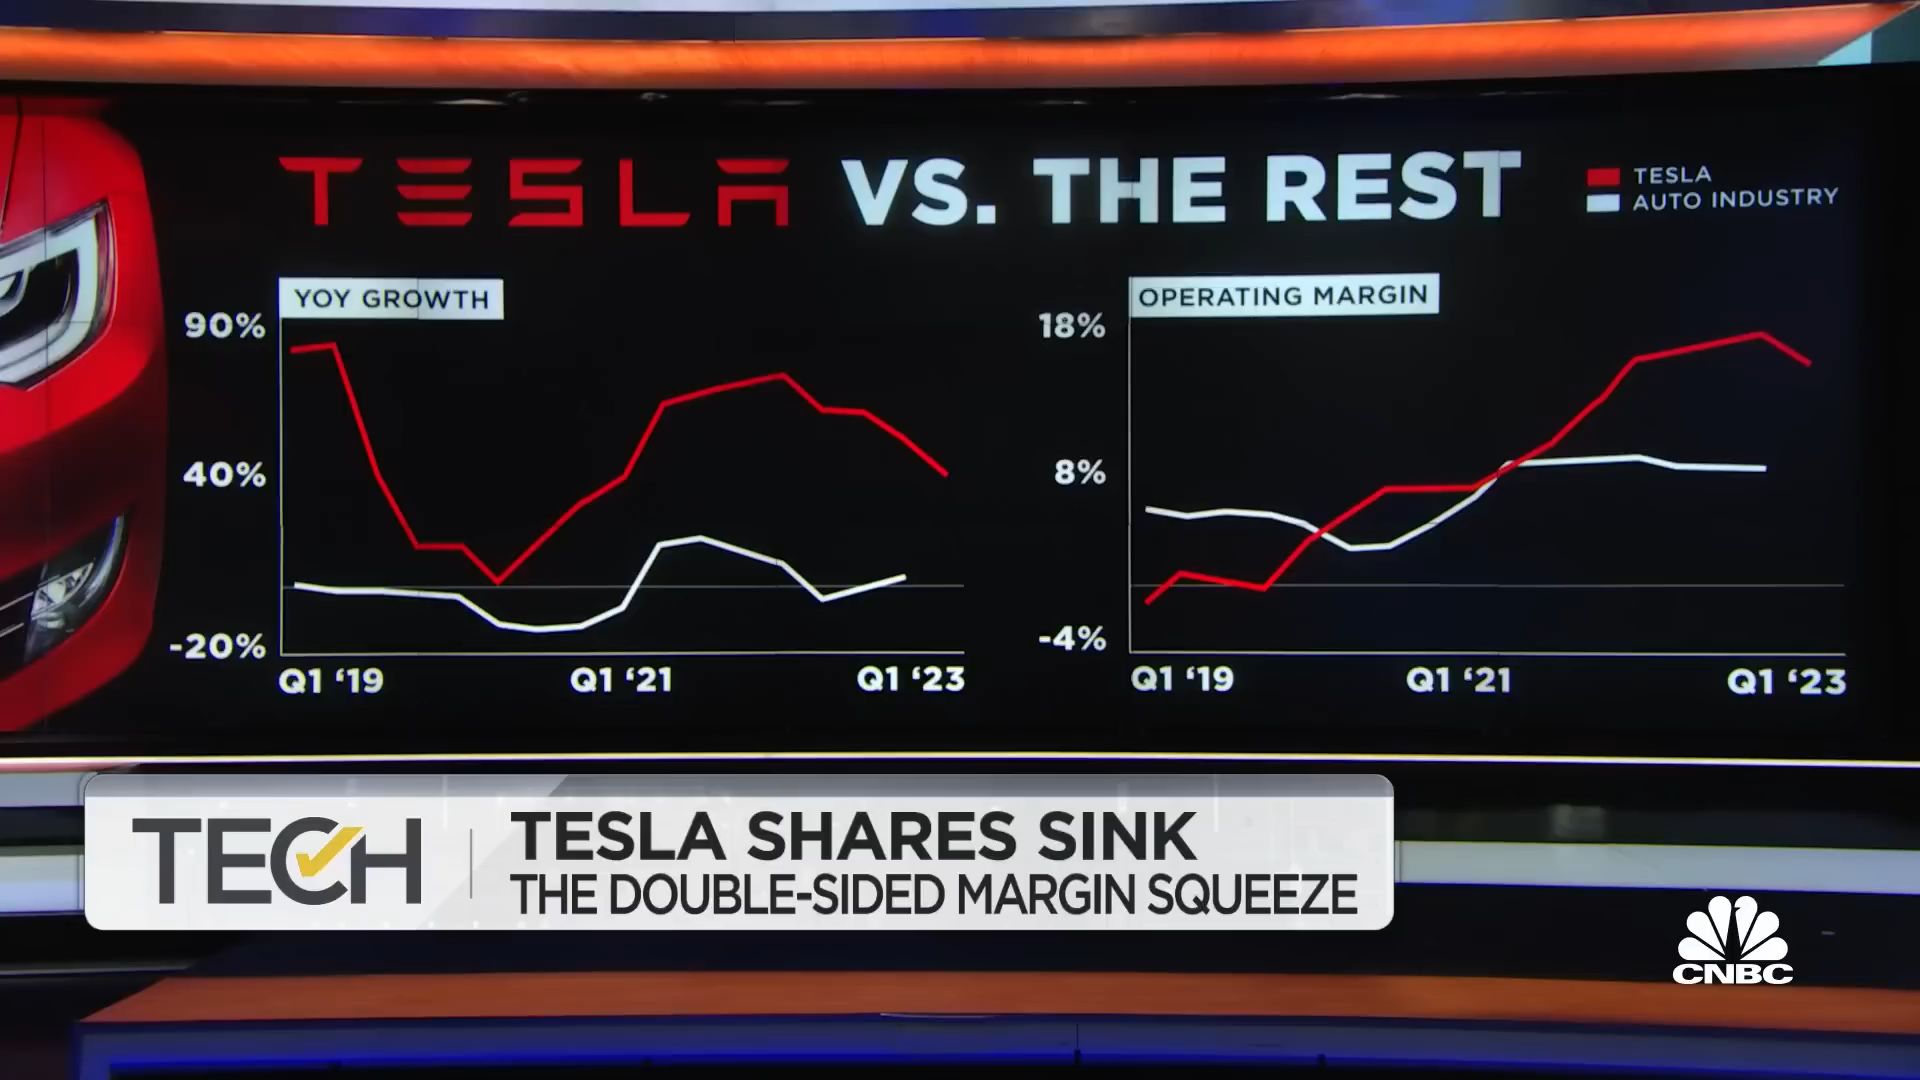 TESLA VS. THE REST
TESLA
AUTO INDUSTRY
YOY GROWTH
90%
40%
-20%
Q1 ‘19
Q1 ‘21
Q1 ‘23
OPERATING MARGIN
18%
8%
-4%
Q1 ‘19
Q1 ‘21
Q1 ‘23
TECH
TESLA SHARES SINK
THE DOUBLE-SIDED MARGIN SQUEEZE
CNBC